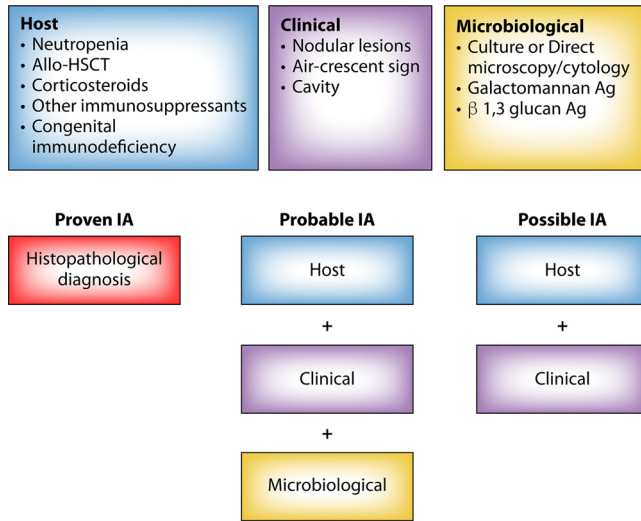 Host
• Neutropenia
• Allo-HSCT
• Corticosteroids
• Other immunosuppressants
• Congenital
immunodeficiency
Clinical
• Nodular lesions
• Air-crescent sign
• Cavity
Microbiological
• Culture or Direct
microscopy/cytology
• Galactomannan Ag
• β 1,3 glucan Ag
Proven IA
Histopathological
diagnosis
Probable IA
Host
+
Clinical
+
Microbiological
Possible IA
Host
+
Clinical